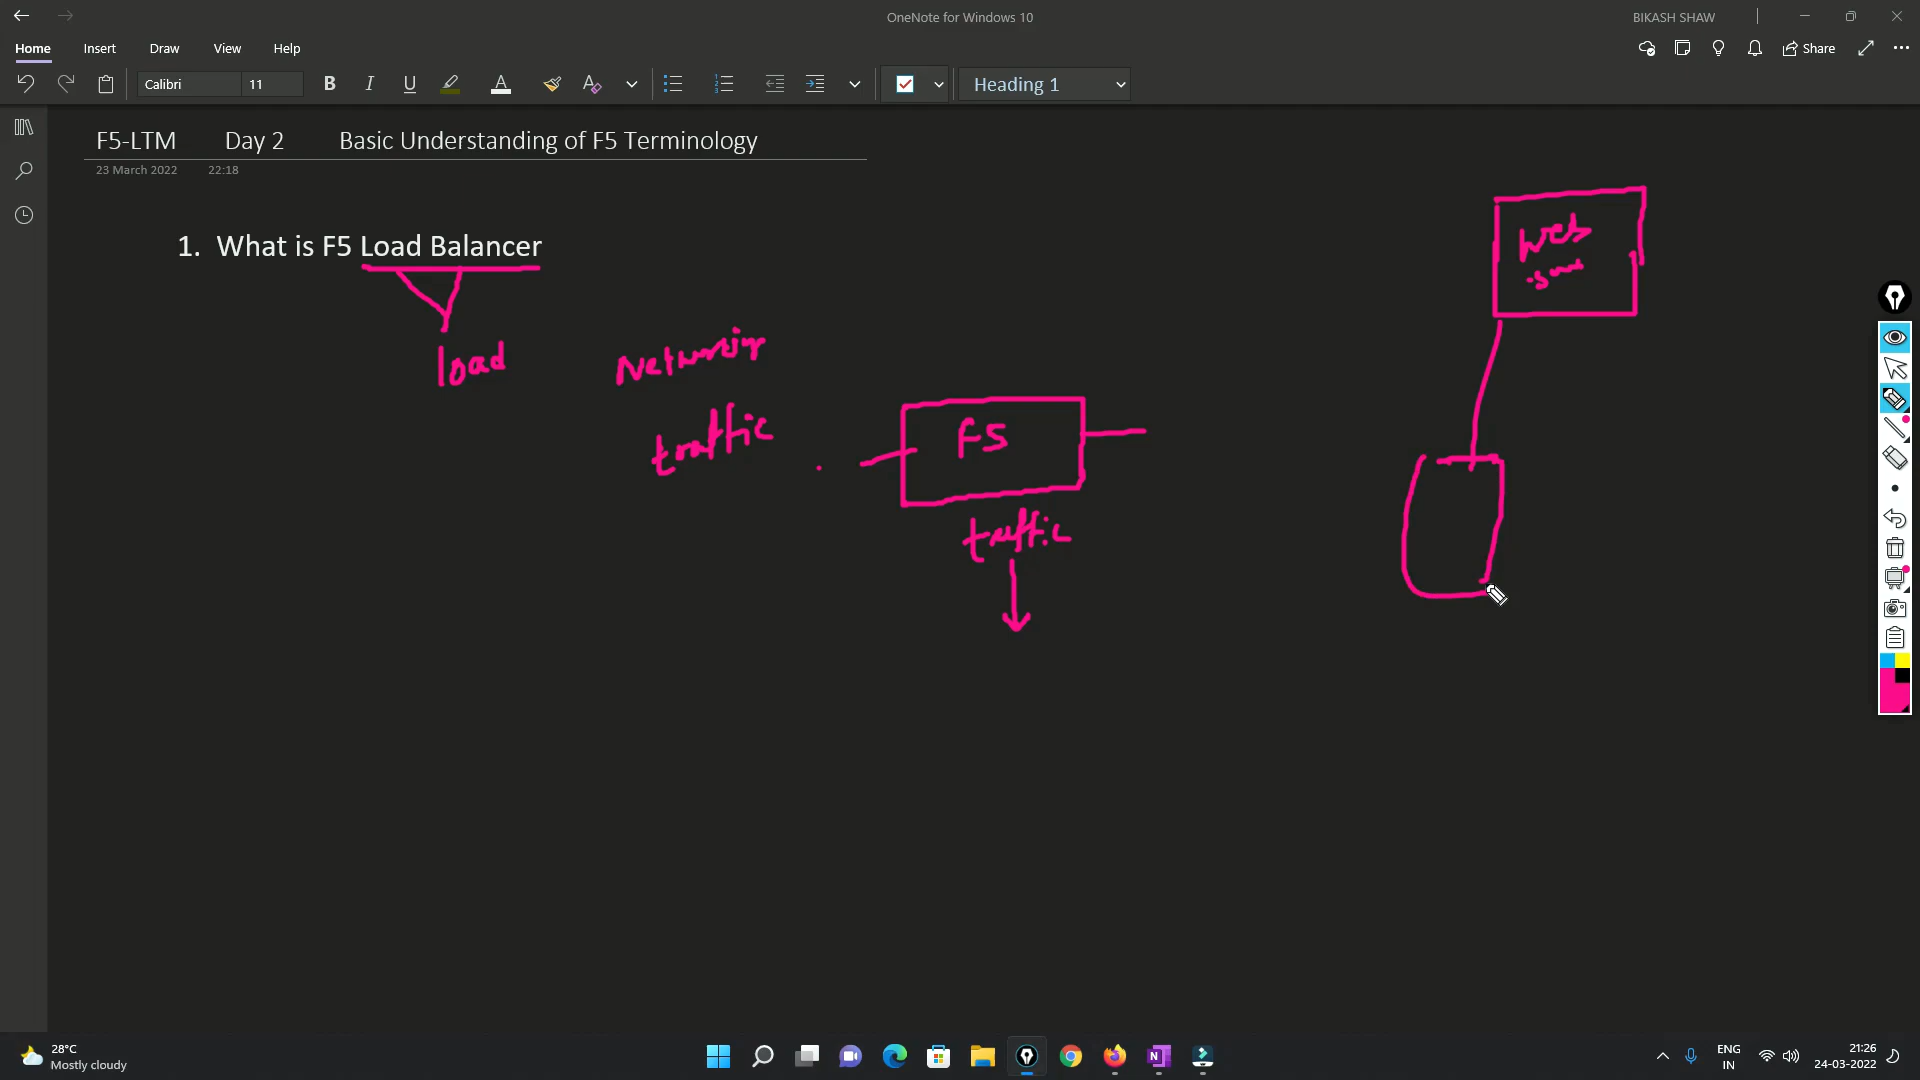 OneNote for Windows 10
BIKASH SHAW
Home Insert Draw View Help
Share
Calibri 11 B I U A A Heading 1
F5-LTM Day 2 Basic Understanding of F5 Terminology
23 March 2022 22:18
1. What is F5 Load Balancer
load
Networking
traffic
F5
traffic
Web
28°C
Mostly cloudy
ENG
IN
21:26
24-03-2022